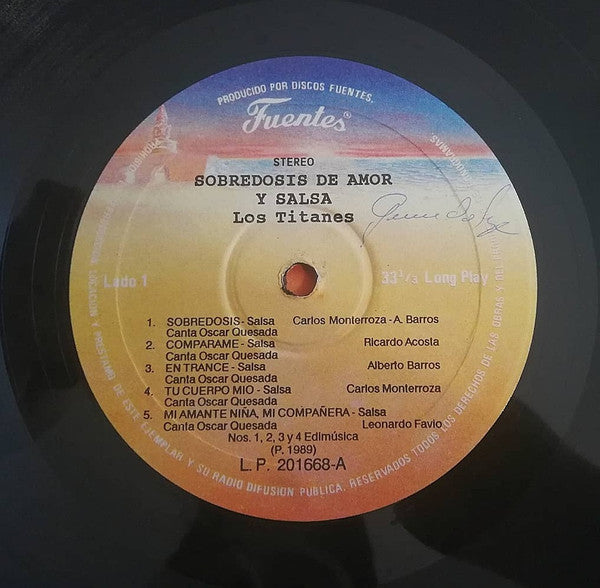 PRODUCIDO POR DISCOS FUENTES.
Fuentes®
STEREO
SOBREDOSIS DE AMOR
Y SALSA
Los Titanes
Lado 1
33 1/3 Long Play
1. SOBREDOSIS - Salsa Carlos Monterroza - A. Barros
Canta Oscar Quesada
2. COMPARAME - Salsa Ricardo Acosta
Canta Oscar Quesada
3. EN TRANCE - Salsa Alberto Barros
Canta Oscar Quesada
4. TU CUERPO MIO - Salsa Carlos Monterroza
Canta Oscar Quesada
5. MI AMANTE NIÑA, MI COMPAÑERA - Salsa
Canta Oscar Quesada Leonardo Favio
Nos. 1, 2, 3 y 4 Edimúsica
(P. 1989)
L.P. 201668-A
DE ESTE EJEMPLAR Y SU RADIO DIFUSION PUBLICA. RESERVADOS TODOS LOS DERECHOS DE LAS OBRAS Y DEL